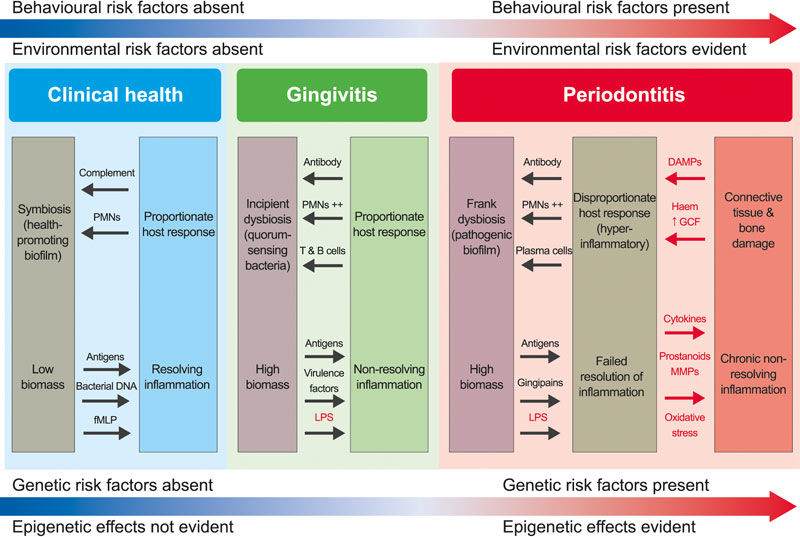 Behavioural risk factors absent
Behavioural risk factors present
Environmental risk factors absent
Environmental risk factors evident
Clinical health
Symbiosis
(health-
promoting
biofilm)
Low
biomass
Complement
PMNs
Antigens
Bacterial DNA
fMLP
Proportionate
host response
Resolving
inflammation
Gingivitis
Incipient
dysbiosis
(quorum-
sensing
bacteria)
High
biomass
Antibody
PMNs ++
T & B cells
Antigens
Virulence
factors
LPS
Proportionate
host response
Non-resolving
inflammation
Periodontitis
Frank
dysbiosis
(pathogenic
biofilm)
High
biomass
Antibody
PMNs ++
Plasma cells
Antigens
Gingipains
LPS
Disproportionate
host response
(hyper-
inflammatory)
Failed
resolution of
inflammation
DAMPs
Haem
↑ GCF
Cytokines
Prostanoids
MMPs
Oxidative
stress
Connective
tissue &
bone
damage
Chronic non-
resolving
inflammation
Genetic risk factors absent
Genetic risk factors present
Epigenetic effects not evident
Epigenetic effects evident